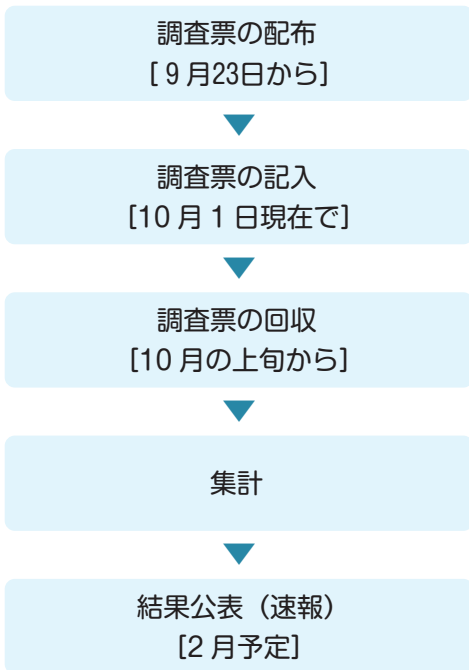 調査票の配布
[ 9 月23日から]
調査票の記入
[10 月 1 日現在で]
調査票の回収
[10 月の上旬から]
集計
結果公表（速報）
[2 月予定]